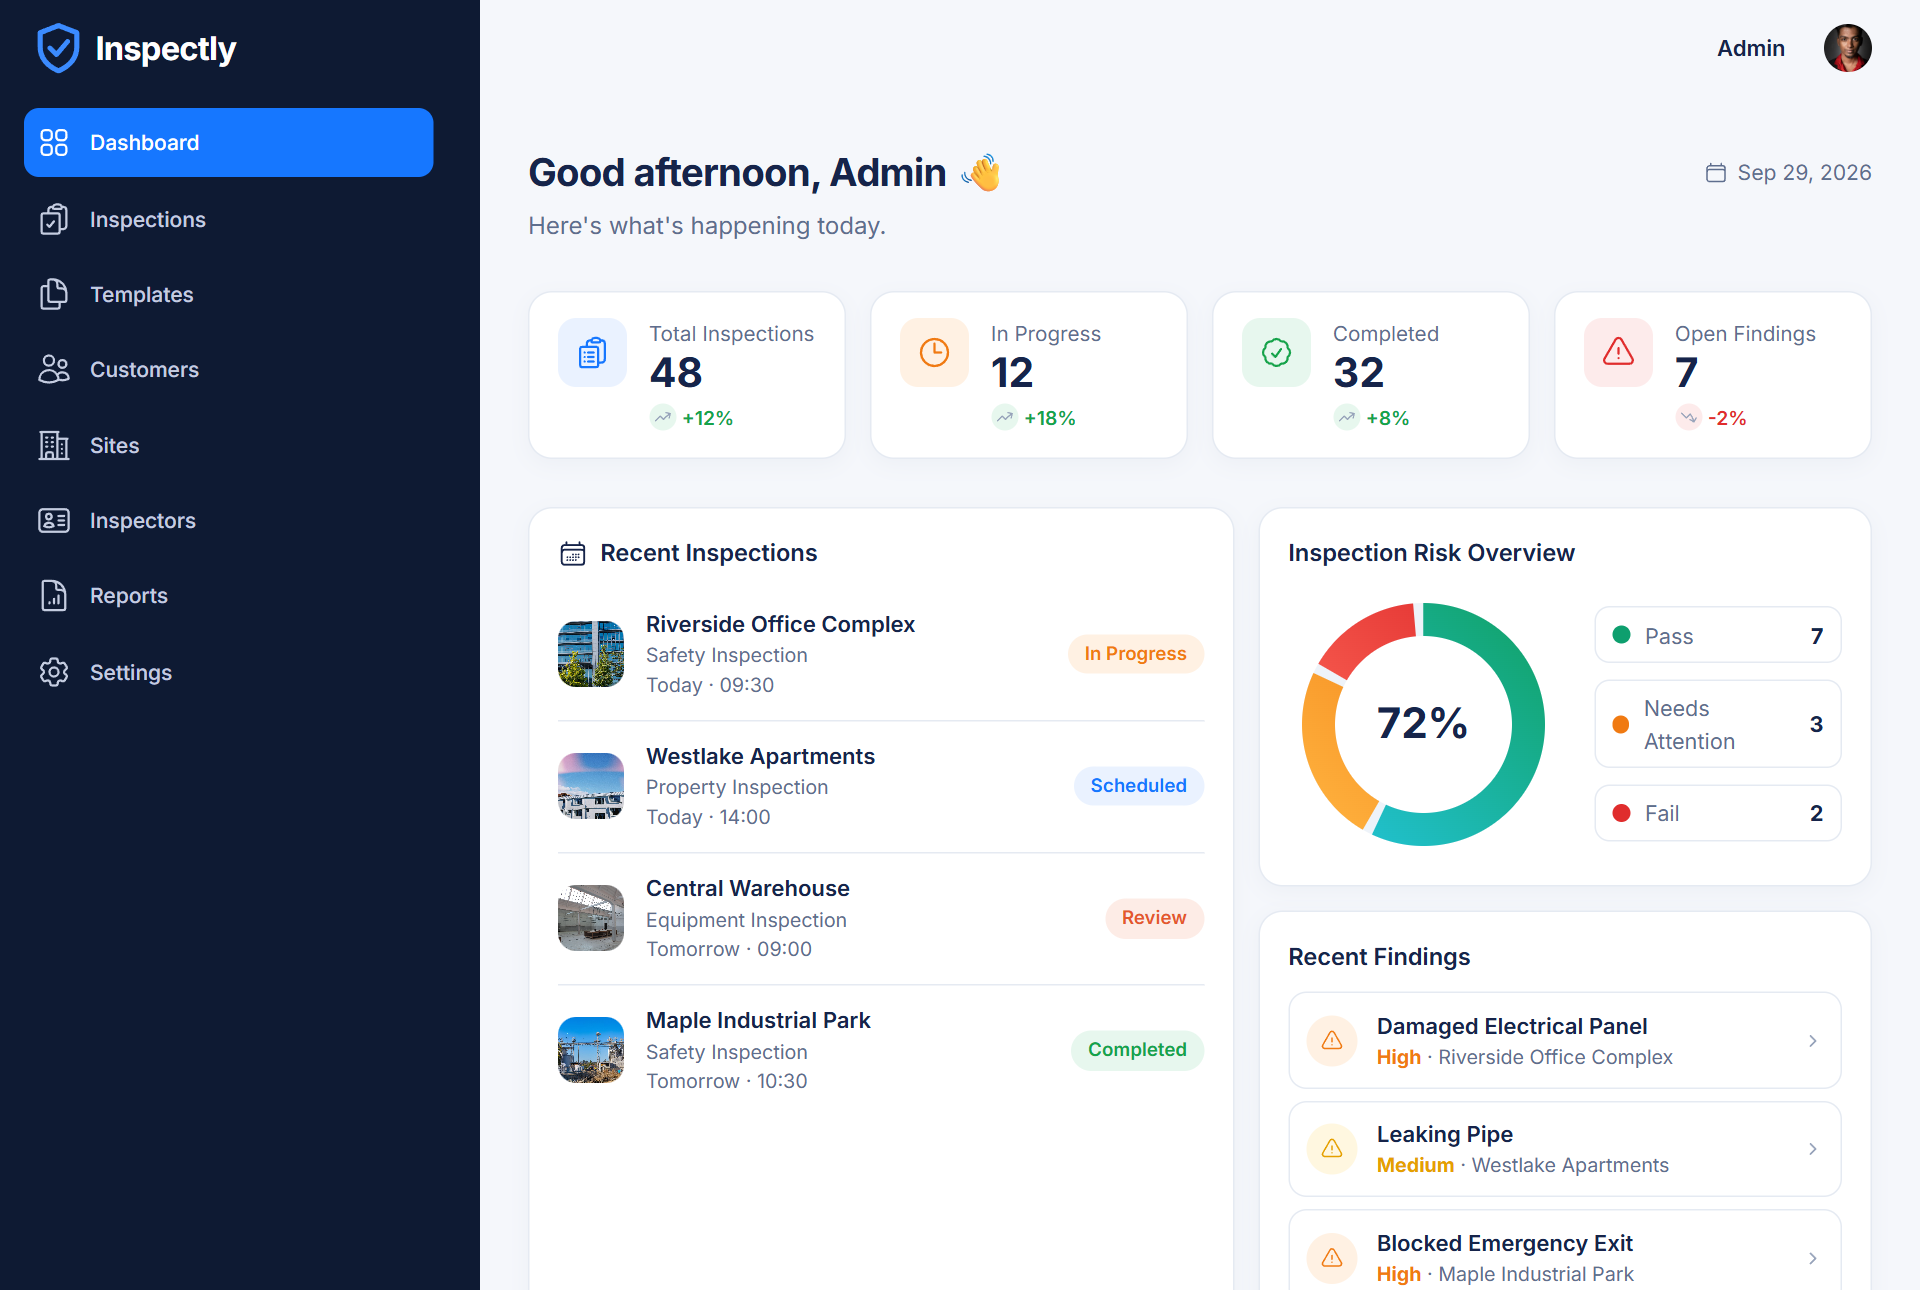 Inspectly
Dashboard
Inspections
Templates
Customers
Sites
Inspectors
Reports
Settings
Admin
Good afternoon, Admin 👋
Sep 29, 2026
Here's what's happening today.
Total Inspections
48
+12%
In Progress
12
+18%
Completed
32
+8%
Open Findings
7
-2%
Recent Inspections
Riverside Office Complex
Safety Inspection
Today · 09:30
In Progress
Westlake Apartments
Property Inspection
Today · 14:00
Scheduled
Central Warehouse
Equipment Inspection
Tomorrow · 09:00
Review
Maple Industrial Park
Safety Inspection
Tomorrow · 10:30
Completed
Inspection Risk Overview
72%
Pass 7
Needs
Attention
3
Fail 2
Recent Findings
Damaged Electrical Panel
High · Riverside Office Complex
Leaking Pipe
Medium · Westlake Apartments
Blocked Emergency Exit
High · Maple Industrial Park